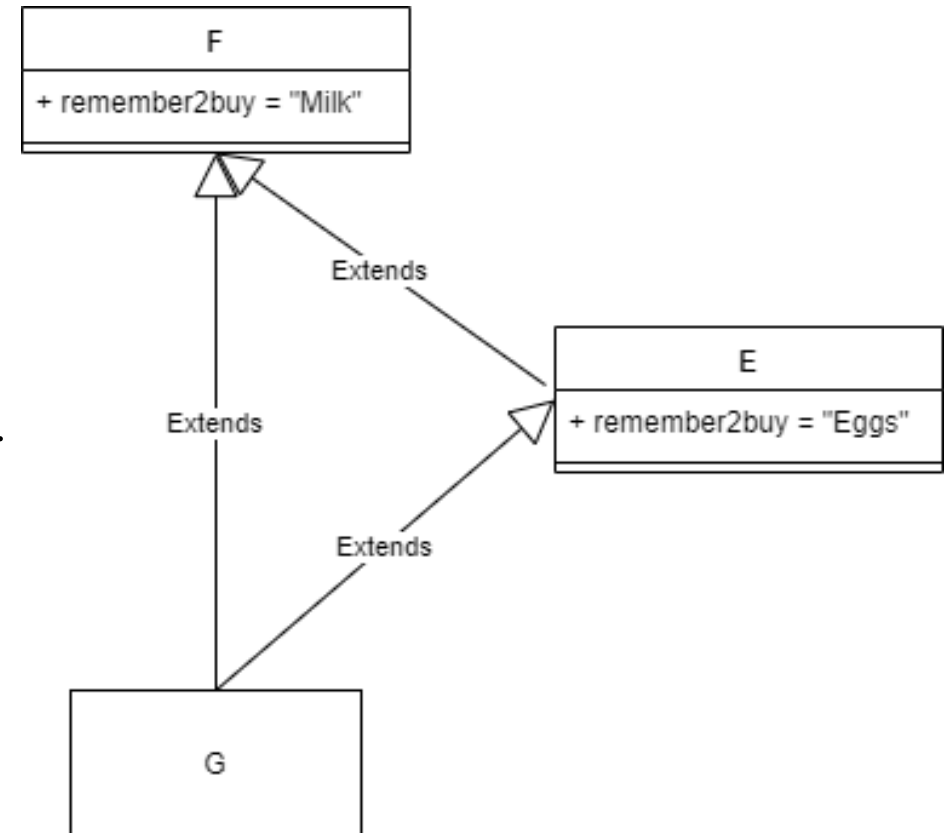 F
+ remember2buy = "Milk"
Extends
E
+ remember2buy = "Eggs"
Extends
.
Extends
G